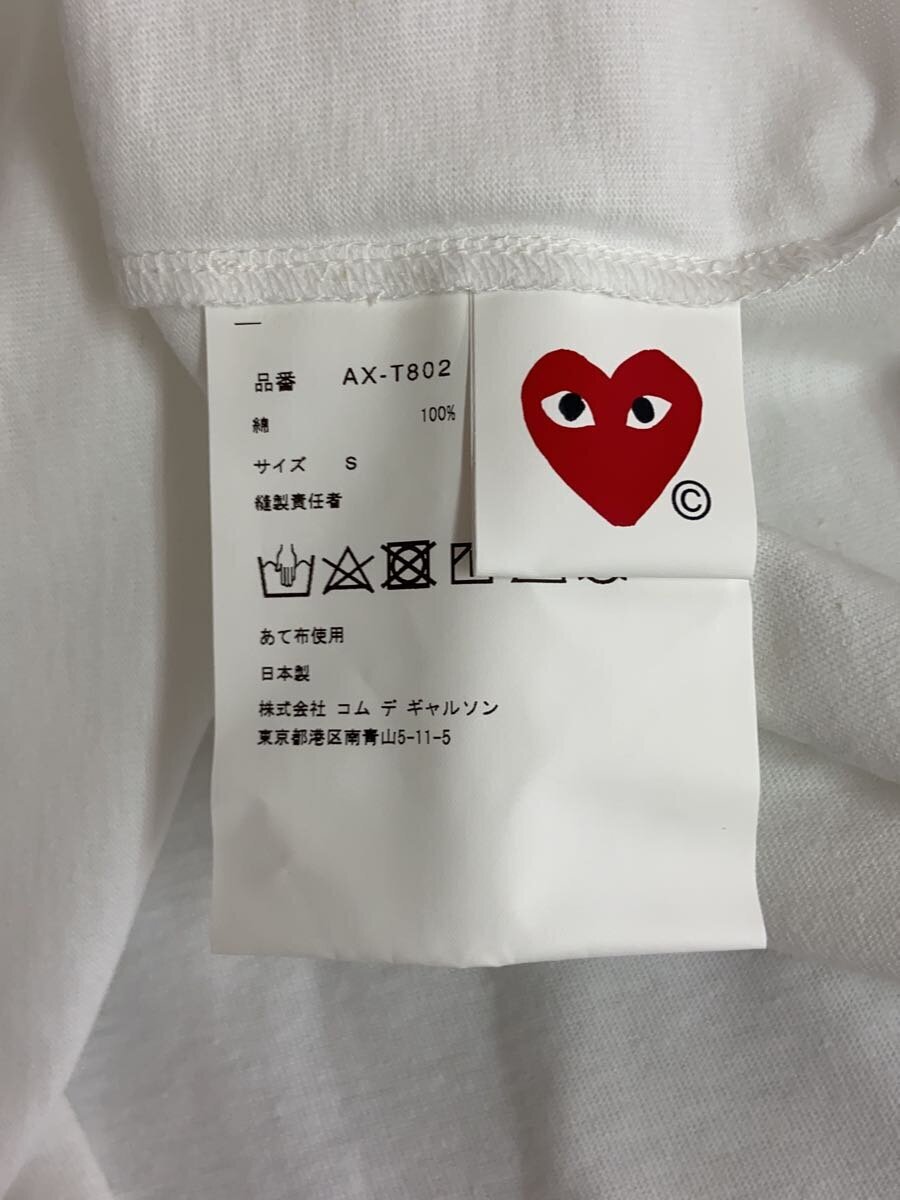 品番 AX-T802
綿 100%
サイズ S
縫製責任者
あて布使用
日本製
株式会社 コム デ ギャルソン
東京都港区南青山5-11-5
©